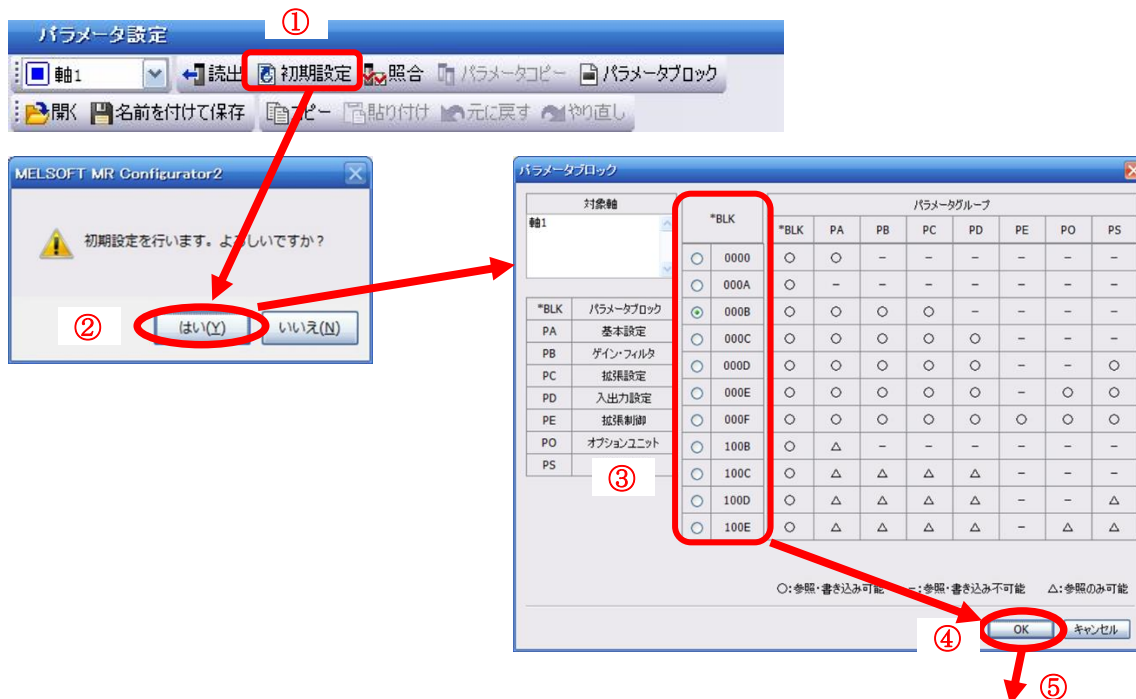 ①
パラメータ設定
軸1 読出 初期設定 照合 パラメータコピー パラメータブロック
開く 名前を付けて保存 コピー 貼り付け 元に戻す やり直し
MELSOFT MR Configurator2
初期設定を行います。よろしいですか?
② はい(Y) いいえ(N)
パラメータブロック
対象軸
軸1
*BLK パラメータブロック
PA 基本設定
PB ゲイン・フィルタ
PC 拡張設定
PD 入出力設定
PE 拡張制御
PO オプションユニット
PS
③
*BLK パラメータグループ
*BLK PA PB PC PD PE PO PS
0000 ○ ○ － － － － － －
000A ○ － － － － － － －
000B ○ ○ ○ ○ － － － －
000C ○ ○ ○ ○ ○ － － －
000D ○ ○ ○ ○ ○ － － ○
000E ○ ○ ○ ○ ○ － ○ ○
000F ○ ○ ○ ○ ○ ○ ○ ○
100B ○ △ － － － － － －
100C ○ △ △ △ △ － － －
100D ○ △ △ △ △ － － △
100E ○ △ △ △ △ － △ △
○:参照・書き込み可能 －:参照・書き込み不可能 △:参照のみ可能
④ OK キャンセル
⑤